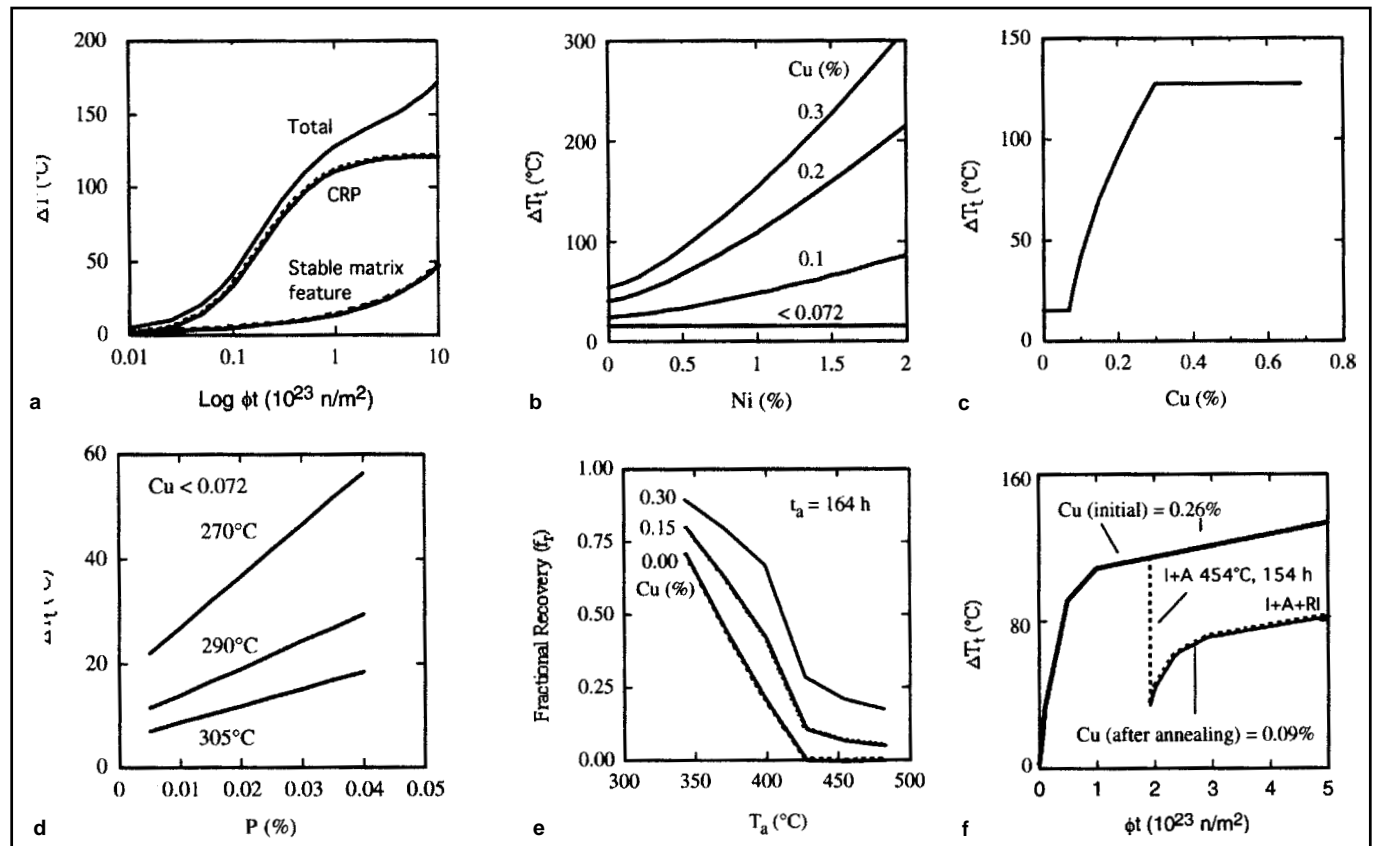 200
150
100
50
0
0.01
0.1
1
10
Total
CRP
Stable matrix
feature
Log ϕt (10²³ n/m²)
a
300
200
100
0
ΔTt (°C)
Cu (%)
0.3
0.2
0.1
< 0.072
0
0.5
1.0
1.5
2
Ni (%)
b
150
100
50
0
ΔTt (°C)
0
0.2
0.4
0.6
0.8
Cu (%)
c
60
40
20
0
Cu < 0.072
270°C
290°C
305°C
0
0.01
0.02
0.03
0.04
0.05
P (%)
d
1.00
0.75
0.50
0.25
0.00
Fractional Recovery (fr)
0.30
0.15
0.00
Cu (%)
ta = 164 h
300
350
400
450
500
Ta (°C)
e
160
80
0
ΔTt (°C)
Cu (initial) = 0.26%
I+A 454°C, 154 h
I+A+RI
Cu (after annealing) = 0.09%
0
1
2
3
4
5
ϕt (10²³ n/m²)
f